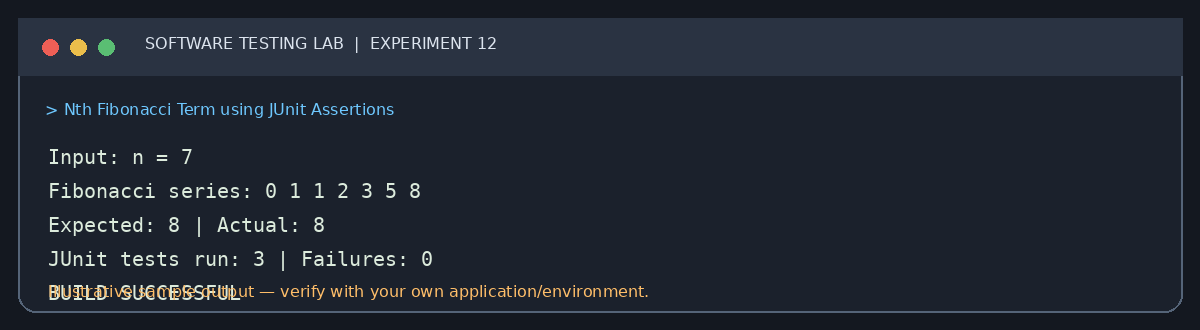 SOFTWARE TESTING LAB | EXPERIMENT 12
> Nth Fibonacci Term using JUnit Assertions
Input: n = 7
Fibonacci series: 0 1 1 2 3 5 8
Expected: 8 | Actual: 8
JUnit tests run: 3 | Failures: 0
BUILD SUCCESSFUL
Illustrative sample output — verify with your own application/environment.